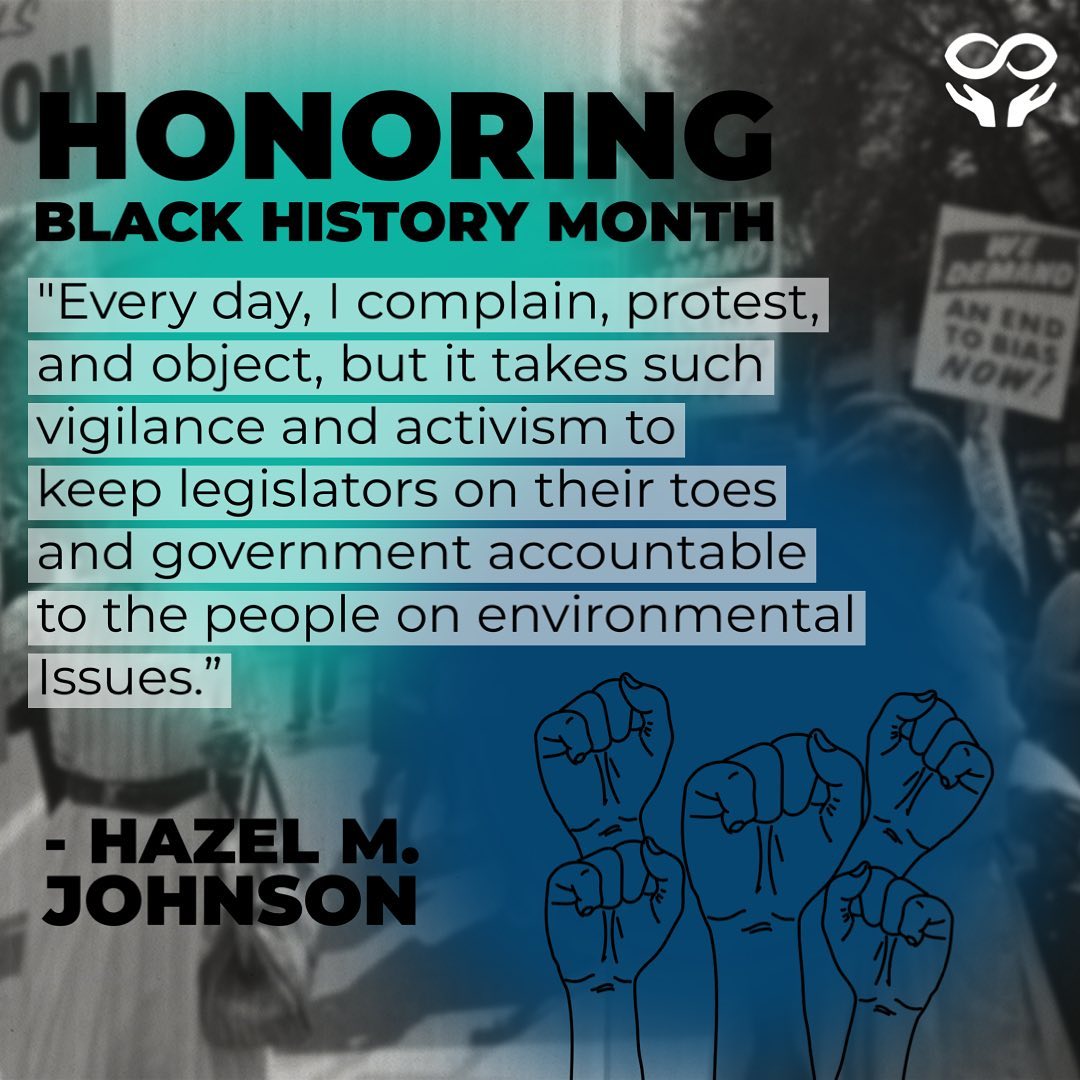 HONORING
BLACK HISTORY MONTH
"Every day, I complain, protest,
and object, but it takes such
vigilance and activism to
keep legislators on their toes
and government accountable
to the people on environmental
Issues.”
- HAZEL M.
JOHNSON
WE
DEMAND
AN END
TO BIAS
NOW!